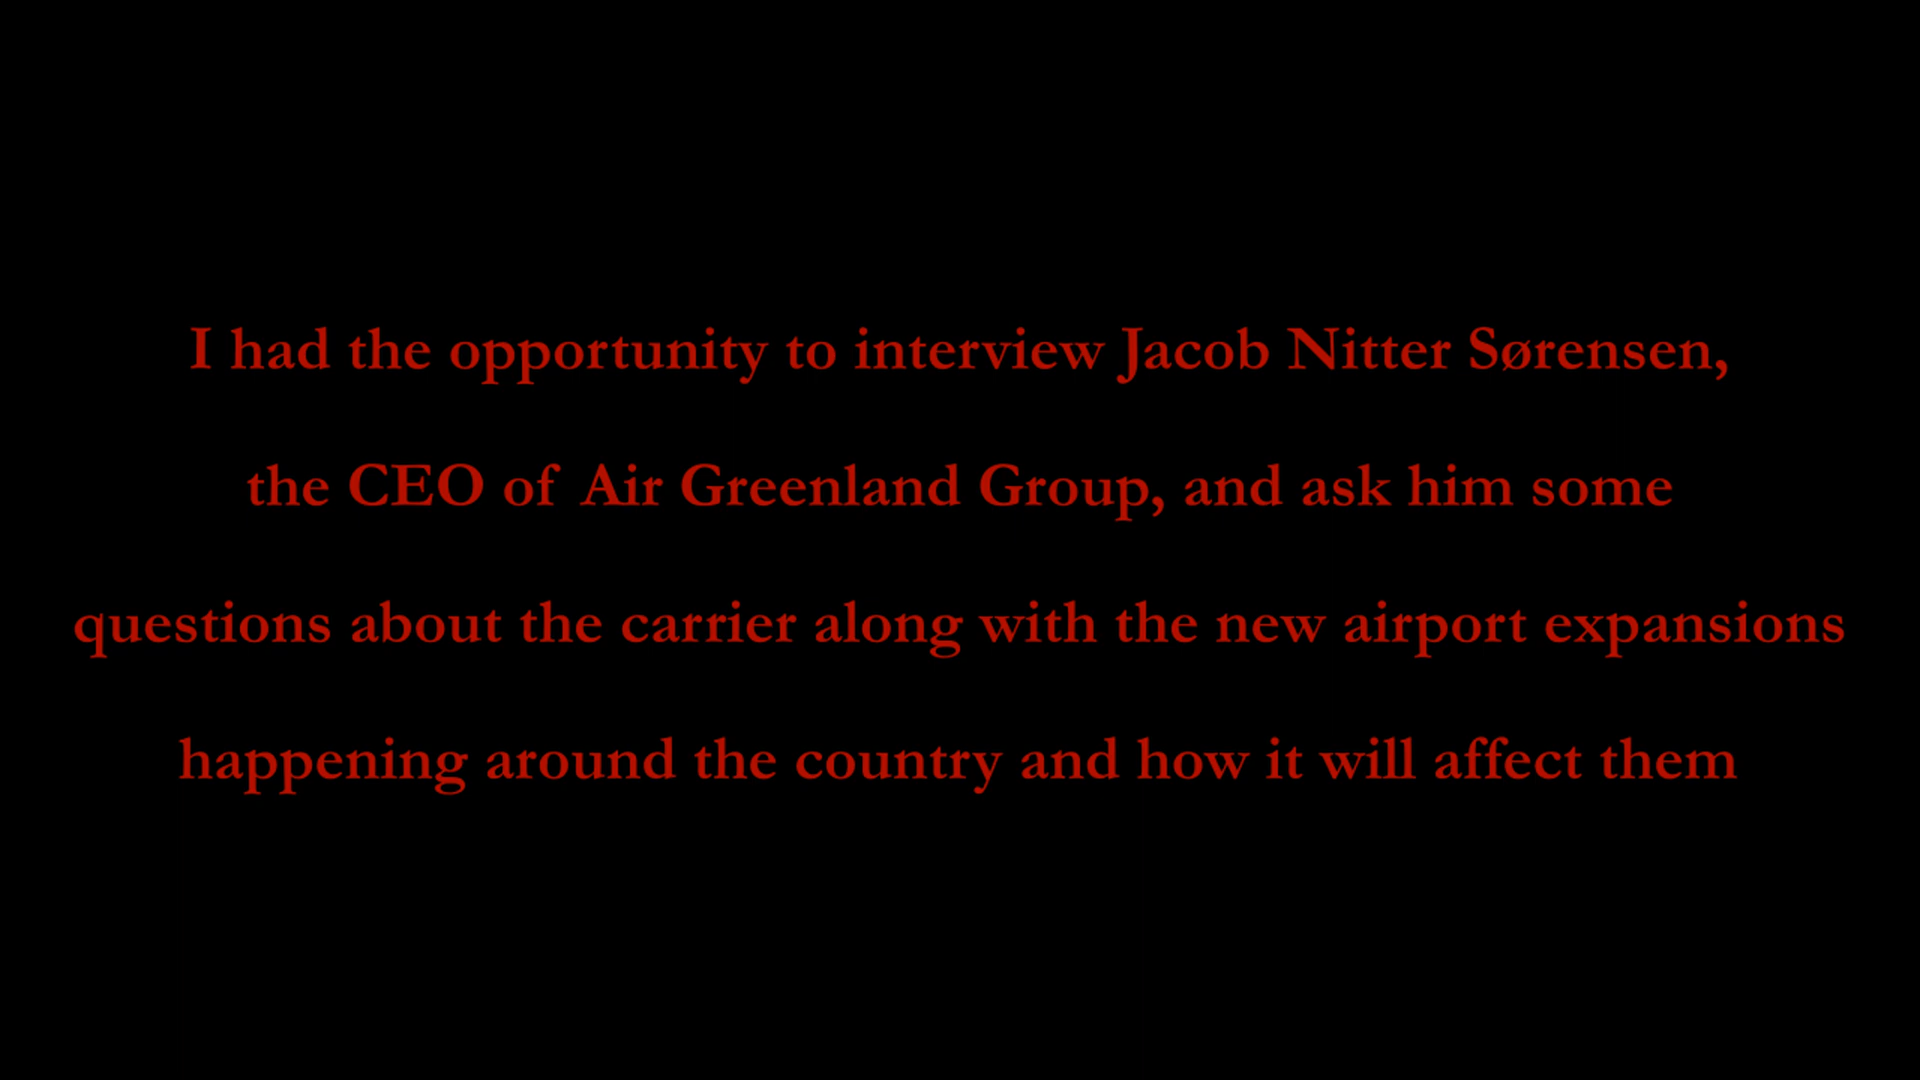 I had the opportunity to interview Jacob Nitter Sørensen,
the CEO of Air Greenland Group, and ask him some
questions about the carrier along with the new airport expansions
happening around the country and how it will affect them